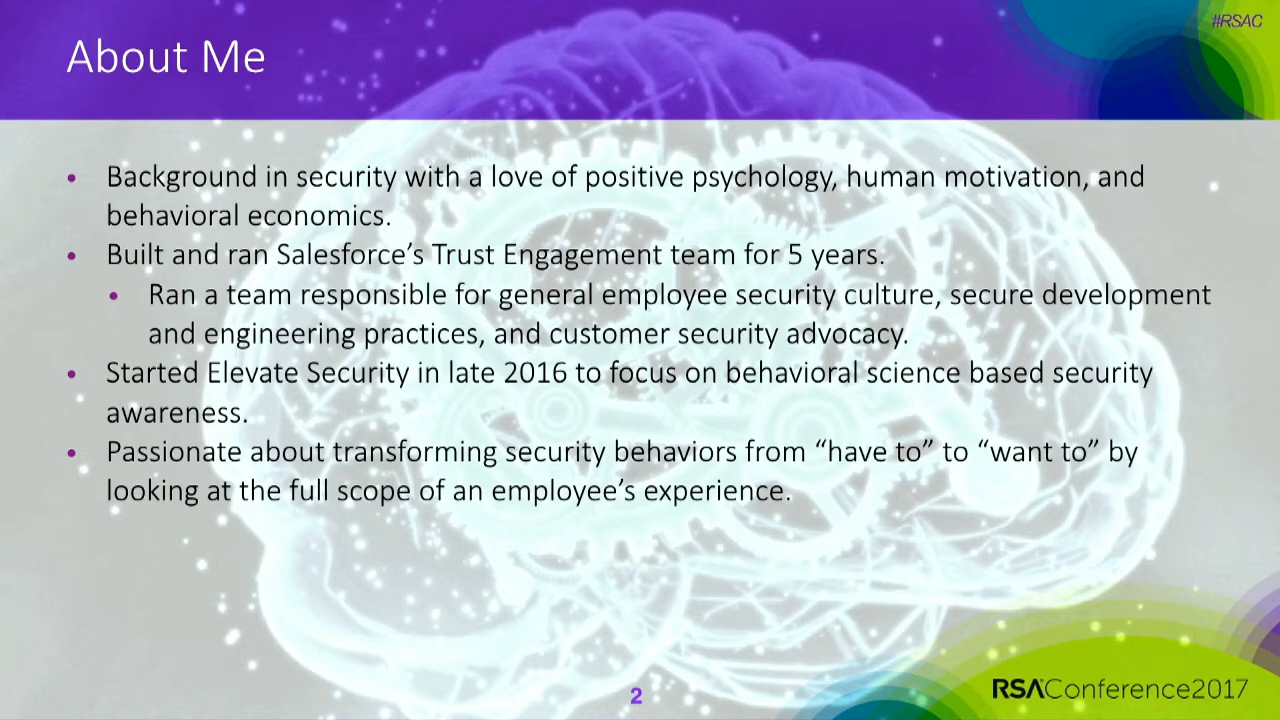 #RSAC
About Me
• Background in security with a love of positive psychology, human motivation, and
behavioral economics.
• Built and ran Salesforce’s Trust Engagement team for 5 years.
• Ran a team responsible for general employee security culture, secure development
and engineering practices, and customer security advocacy.
• Started Elevate Security in late 2016 to focus on behavioral science based security
awareness.
• Passionate about transforming security behaviors from “have to” to “want to” by
looking at the full scope of an employee’s experience.
2
RSAConference2017